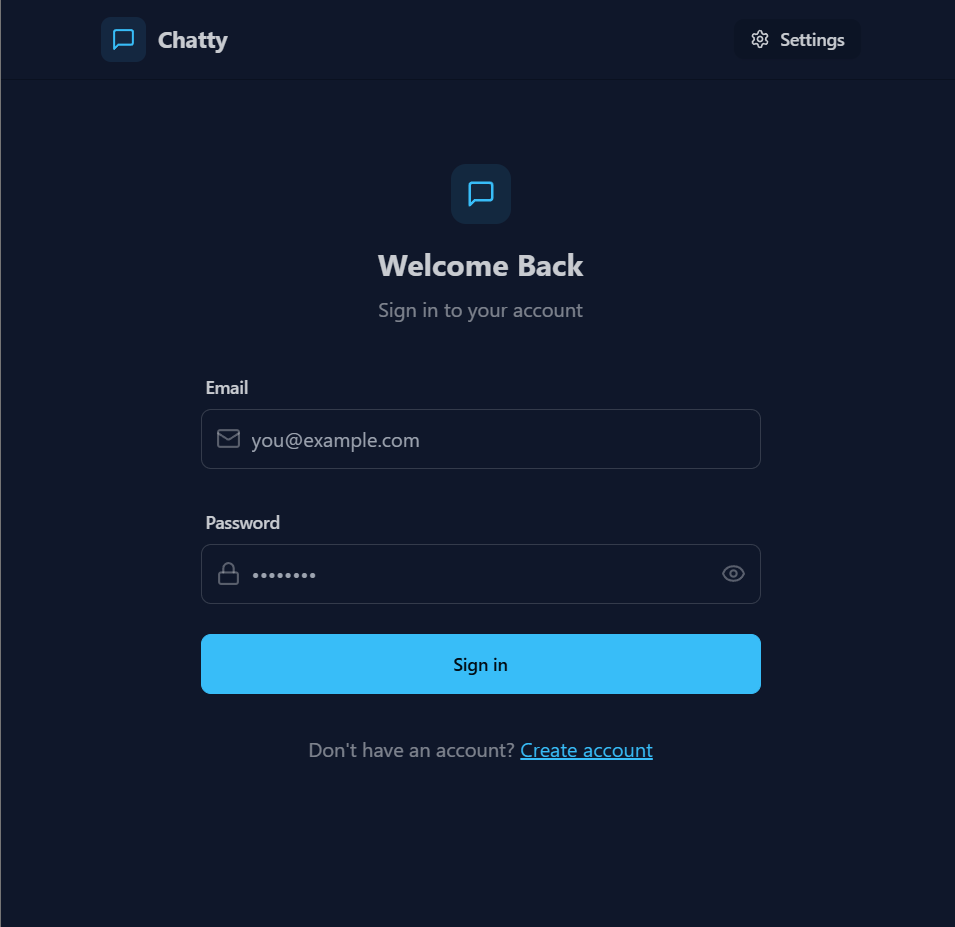 Chatty
Settings
Welcome Back
Sign in to your account
Email
you@example.com
Password
••••••••
Sign in
Don't have an account? Create account